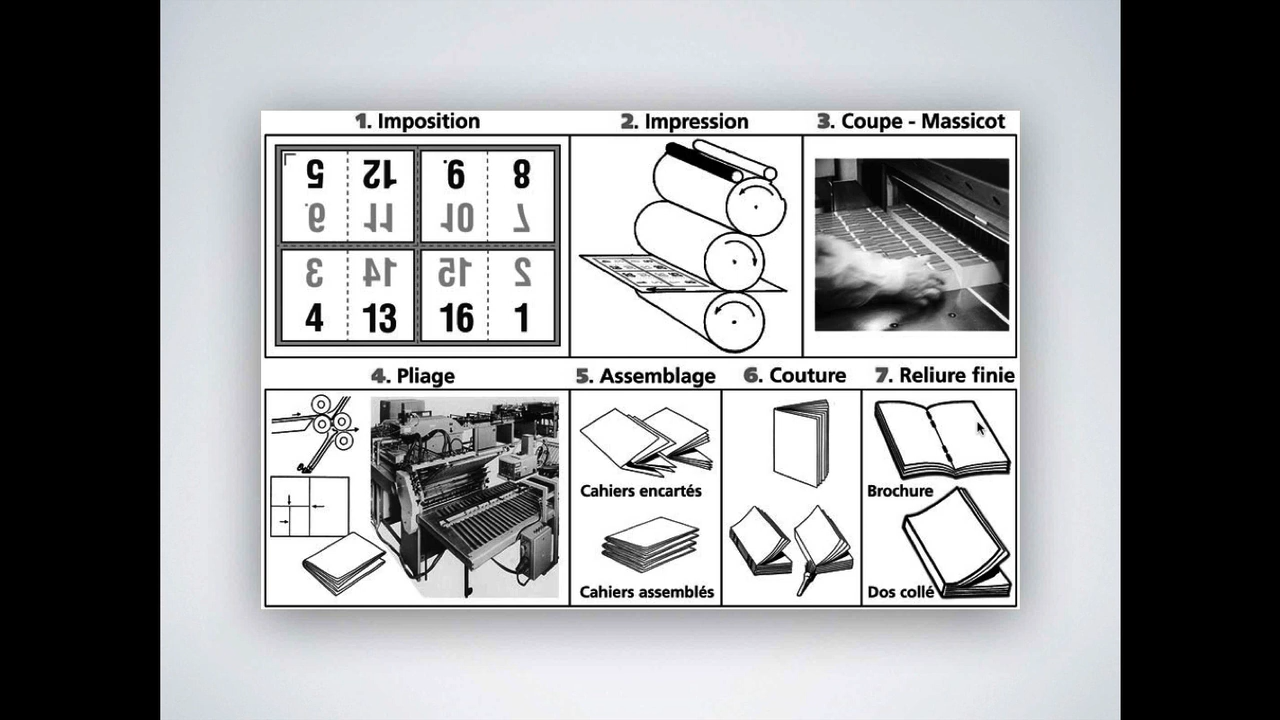 1. Imposition
2. Impression
3. Coupe - Massicot
5 12 9. 8
6. 11 10 7
3 14 15 2
4 13 16 1
4. Pliage
5. Assemblage
6. Couture
7. Reliure finie
Cahiers encartés
Brochure
Cahiers assemblés
Dos collé